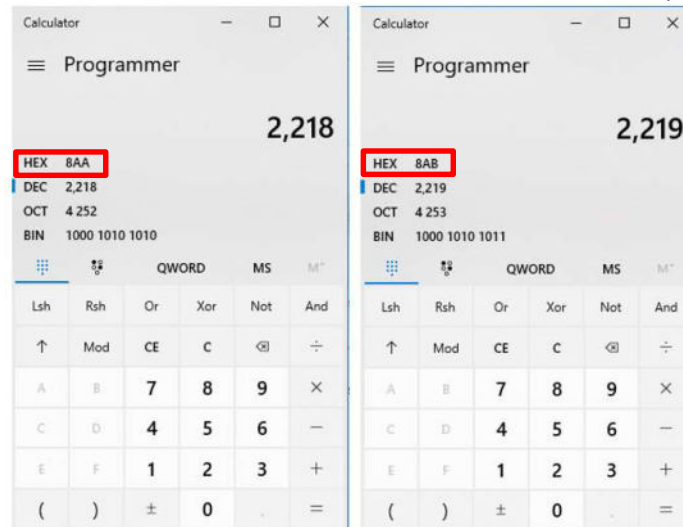 Calculator
Programmer
2,218
HEX 8AA
DEC 2,218
OCT 4 252
BIN 1000 1010 1010
QWORD MS M˅
Lsh Rsh Or Xor Not And
↑ Mod CE C ⌫ ÷
A B 7 8 9 ×
C D 4 5 6 −
E F 1 2 3 +
( ) ± 0 . =
Calculator
Programmer
2,219
HEX 8AB
DEC 2,219
OCT 4 253
BIN 1000 1010 1011
QWORD MS M˅
Lsh Rsh Or Xor Not And
↑ Mod CE C ⌫ ÷
A B 7 8 9 ×
C D 4 5 6 −
E F 1 2 3 +
( ) ± 0 . =